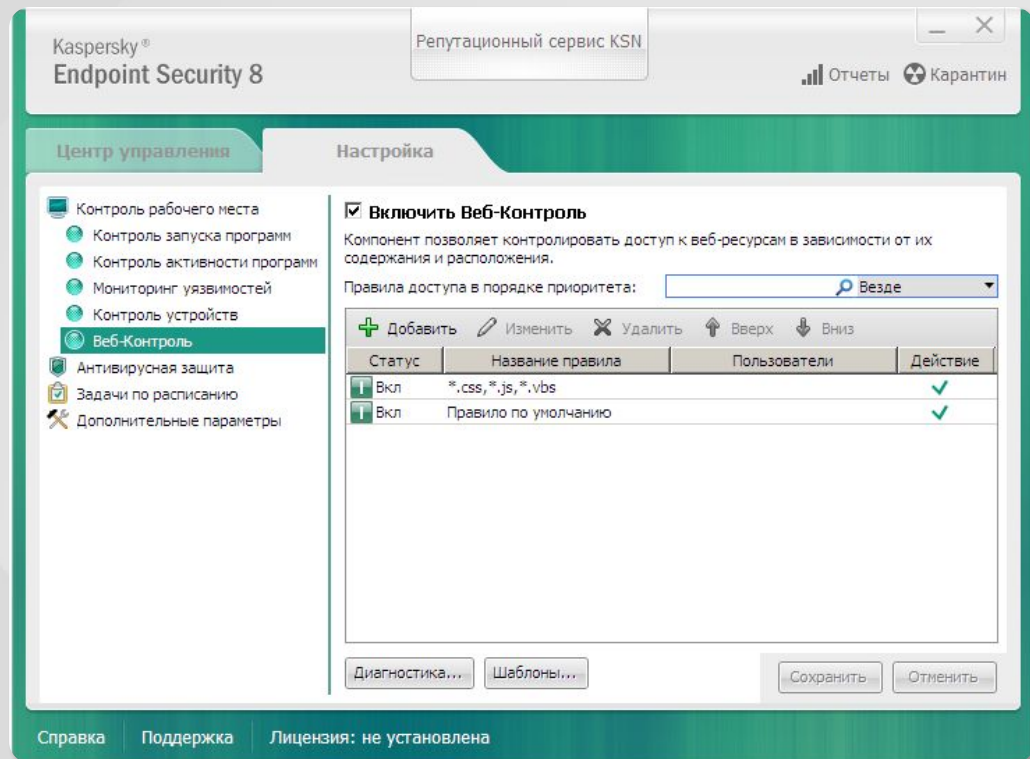 Kaspersky®
Endpoint Security 8
Репутационный сервис KSN
Отчеты
Карантин
Центр управления
Настройка
Контроль рабочего места
Контроль запуска программ
Контроль активности программ
Мониторинг уязвимостей
Контроль устройств
Веб-Контроль
Антивирусная защита
Задачи по расписанию
Дополнительные параметры
Включить Веб-Контроль
Компонент позволяет контролировать доступ к веб-ресурсам в зависимости от их
содержания и расположения.
Правила доступа в порядке приоритета: Везде
Добавить Изменить Удалить Вверх Вниз
Статус Название правила Пользователи Действие
Вкл *.css,*.js,*.vbs
Вкл Правило по умолчанию
Диагностика... Шаблоны... Сохранить Отменить
Справка Поддержка Лицензия: не установлена